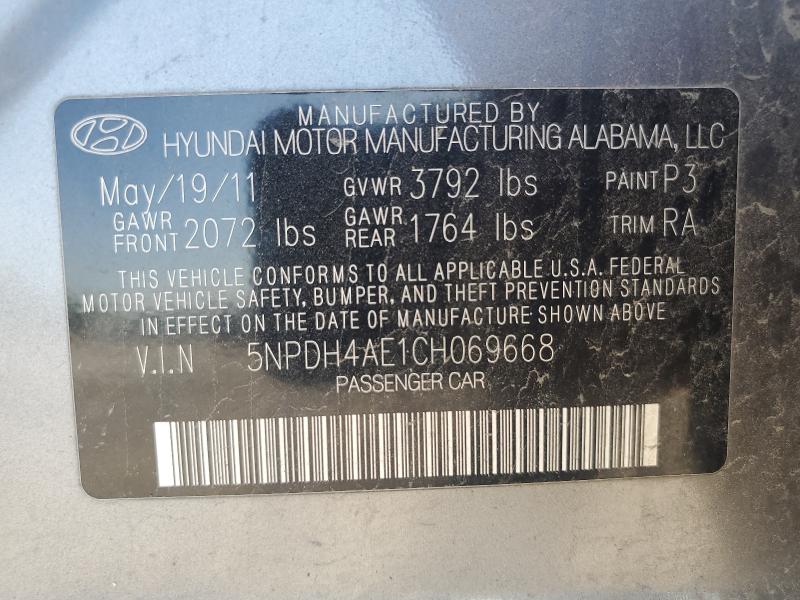 MANUFACTURED BY
HYUNDAI MOTOR MANUFACTURING ALABAMA, LLC
May/19/11 GVWR 3792 lbs PAINT P3
GAWR FRONT 2072 lbs GAWR REAR 1764 lbs TRIM RA
THIS VEHICLE CONFORMS TO ALL APPLICABLE U.S.A. FEDERAL
MOTOR VEHICLE SAFETY, BUMPER, AND THEFT PREVENTION STANDARDS
IN EFFECT ON THE DATE OF MANUFACTURE SHOWN ABOVE
V.I.N 5NPDH4AE1CH069668
PASSENGER CAR